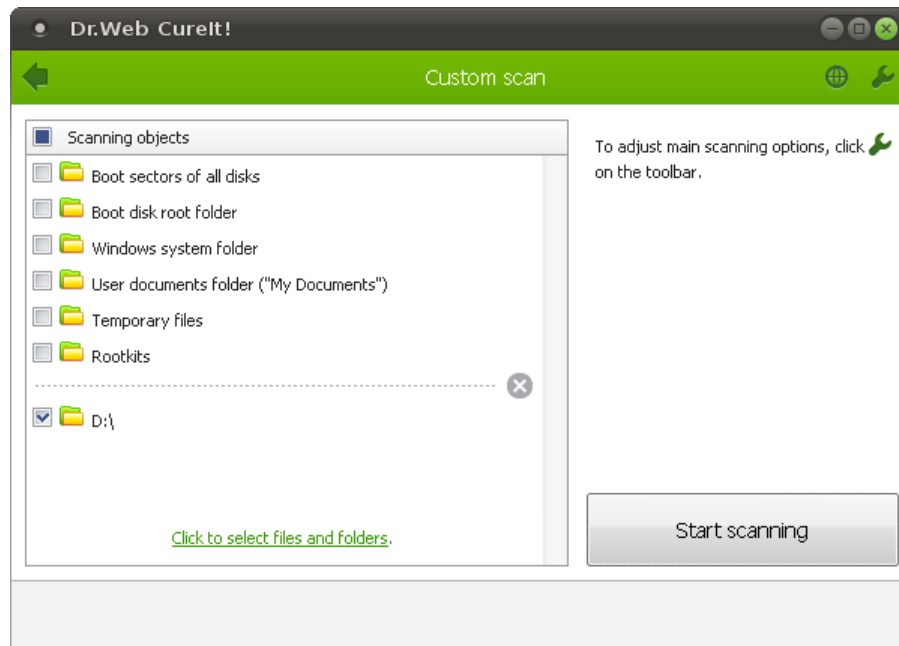 Dr.Web CureIt!
Custom scan
Scanning objects
Boot sectors of all disks
Boot disk root folder
Windows system folder
User documents folder ("My Documents")
Temporary files
Rootkits
D:\
Click to select files and folders.
To adjust main scanning options, click
on the toolbar.
Start scanning